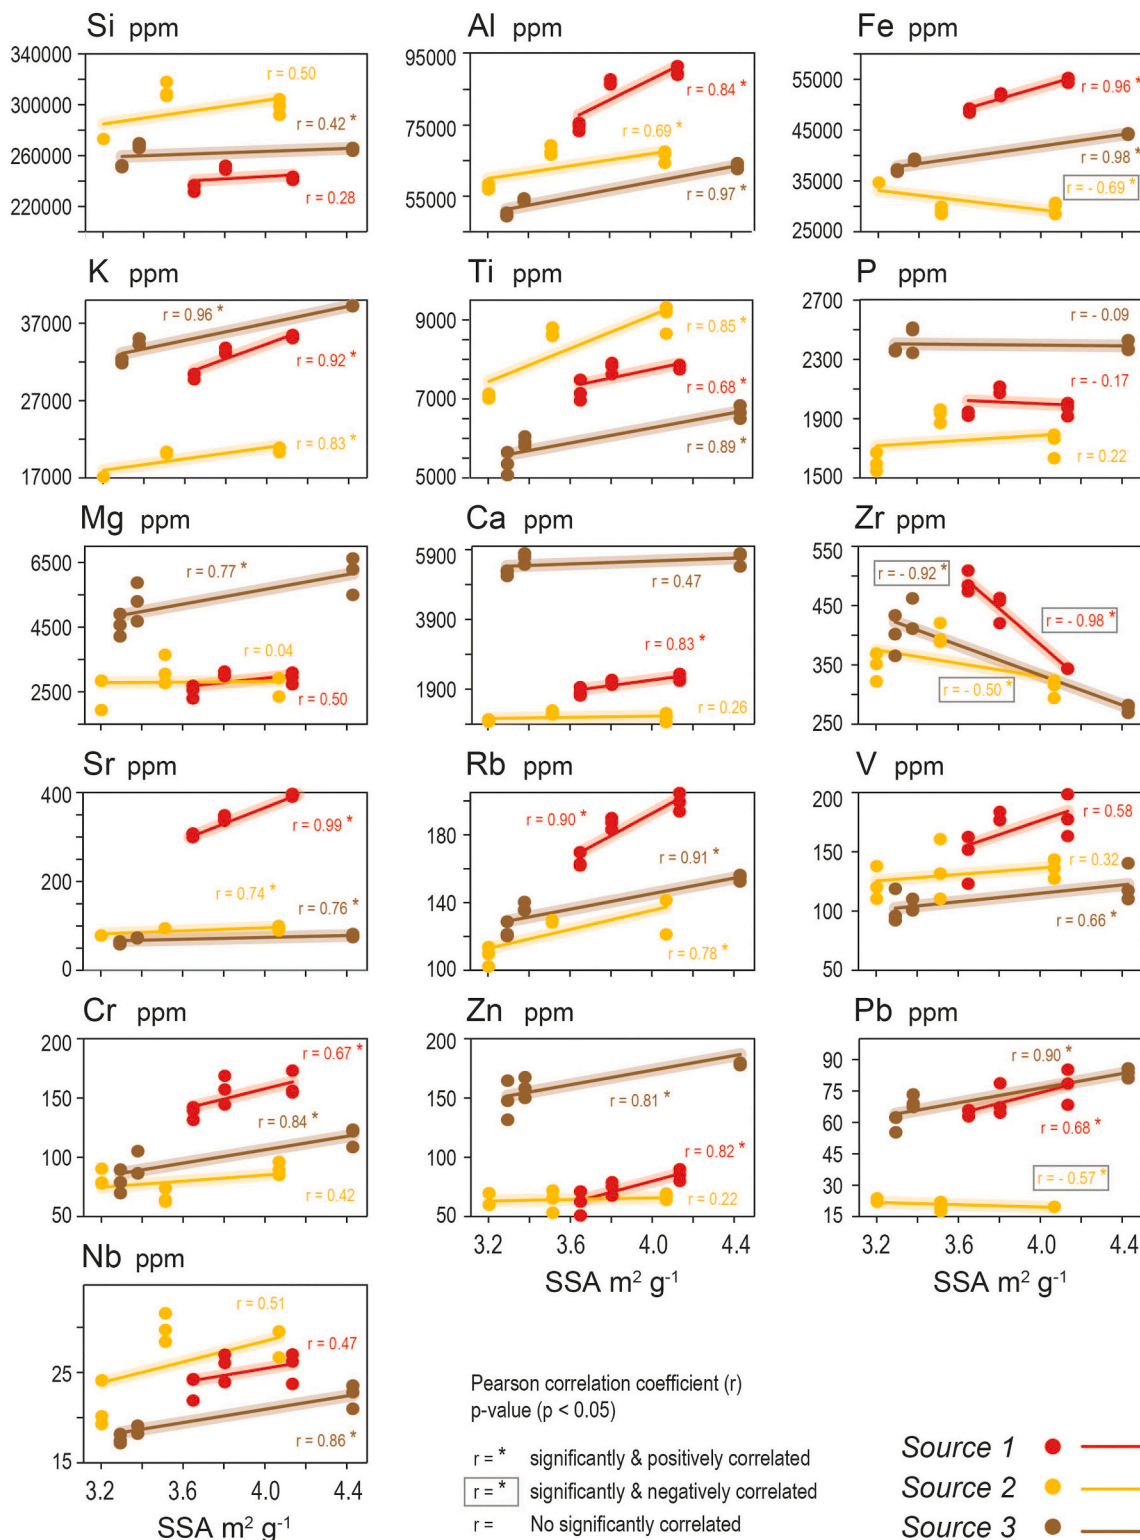 Si ppm
340000
300000
260000
220000
r = 0.50
r = 0.42 *
r = 0.28
Al ppm
95000
75000
55000
r = 0.84 *
r = 0.69 *
r = 0.97 *
Fe ppm
55000
45000
35000
25000
r = 0.96 *
r = 0.98 *
r = - 0.69 *
K ppm
37000
27000
17000
r = 0.96 *
r = 0.92 *
r = 0.83 *
Ti ppm
9000
7000
5000
r = 0.85 *
r = 0.68 *
r = 0.89 *
P ppm
2700
2300
1900
1500
r = - 0.09
r = - 0.17
r = 0.22
Mg ppm
6500
4500
2500
r = 0.77 *
r = 0.04
r = 0.50
Ca ppm
5900
3900
1900
r = 0.47
r = 0.83 *
r = 0.26
Zr ppm
550
450
350
250
r = - 0.92 *
r = - 0.98 *
r = - 0.50 *
Sr ppm
400
200
0
r = 0.99 *
r = 0.74 *
r = 0.76 *
Rb ppm
180
140
100
r = 0.90 *
r = 0.91 *
r = 0.78 *
V ppm
200
150
100
50
r = 0.58
r = 0.32
r = 0.66 *
Cr ppm
200
150
100
50
r = 0.67 *
r = 0.84 *
r = 0.42
Zn ppm
200
150
100
50
r = 0.81 *
r = 0.82 *
r = 0.22
3.2 3.6 4.0 4.4
SSA m² g⁻¹
Pb ppm
90
75
60
45
30
15
r = 0.90 *
r = 0.68 *
r = - 0.57 *
3.2 3.6 4.0 4.4
SSA m² g⁻¹
Nb ppm
25
15
r = 0.51
r = 0.47
r = 0.86 *
3.2 3.6 4.0 4.4
SSA m² g⁻¹
Pearson correlation coefficient (r)
p-value (p < 0.05)
r = * significantly & positively correlated
r = * significantly & negatively correlated
r = No significantly correlated
Source 1
Source 2
Source 3